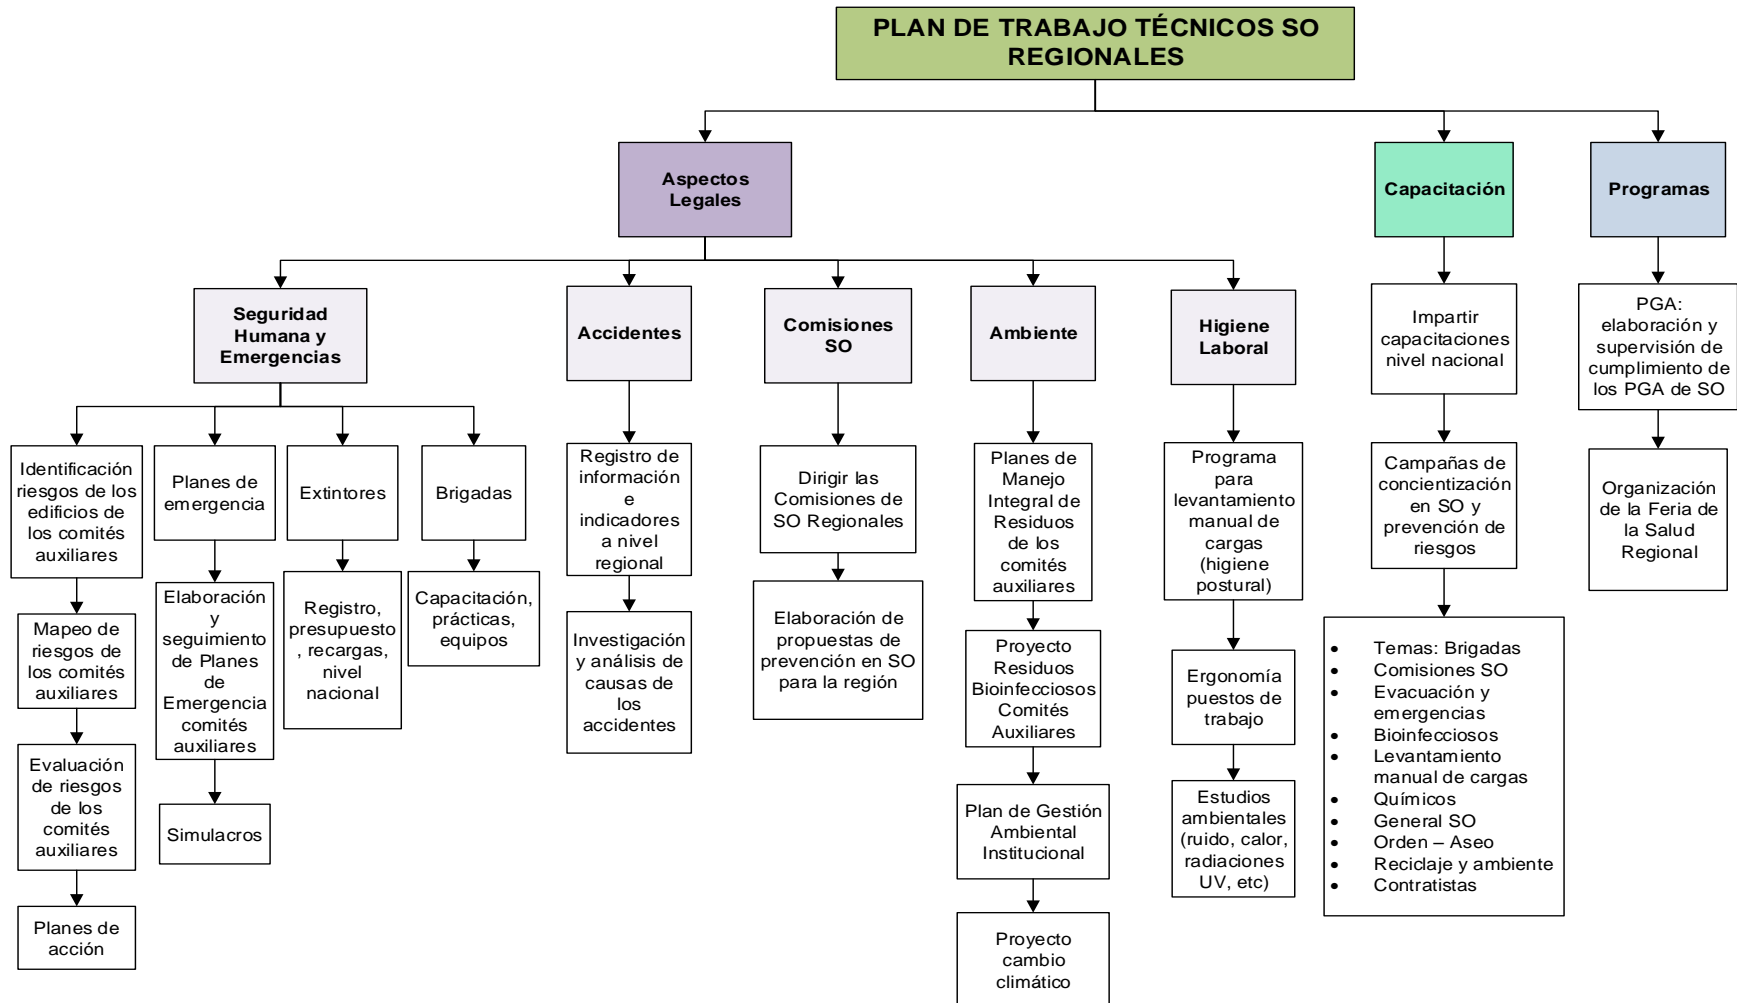 PLAN DE TRABAJO TÉCNICOS SO
REGIONALES
Aspectos
Legales
Capacitación
Programas
Seguridad
Humana y
Emergencias
Accidentes
Comisiones
SO
Ambiente
Higiene
Laboral
Impartir
capacitaciones
nivel nacional
PGA:
elaboración y
supervisión de
cumplimiento de
los PGA de SO
Identificación
riesgos de los
edificios de
los comités
auxiliares
Planes de
emergencia
Extintores
Brigadas
Registro de
información
e
indicadores
a nivel
regional
Dirigir las
Comisiones de
SO Regionales
Planes de
Manejo
Integral de
Residuos
de los
comités
auxiliares
Programa
para
levantamiento
manual de
cargas
(higiene
postural)
Campañas de
concientización
en SO y
prevención de
riesgos
Organización
de la Feria de
la Salud
Regional
Mapeo de
riesgos de
los comités
auxiliares
Elaboración
y
seguimiento
de Planes
de
Emergencia
comités
auxiliares
Registro,
presupuesto
, recargas,
nivel
nacional
Capacitación,
prácticas,
equipos
Investigación
y análisis de
causas de
los
accidentes
Elaboración de
propuestas de
prevención en SO
para la región
Proyecto
Residuos
Bioinfecciosos
Comités
Auxiliares
Ergonomía
puestos de
trabajo
• Temas: Brigadas
• Comisiones SO
• Evacuación y
emergencias
• Bioinfecciosos
• Levantamiento
manual de cargas
• Químicos
• General SO
• Orden – Aseo
• Reciclaje y ambiente
• Contratistas
Evaluación
de riesgos
de los
comités
auxiliares
Simulacros
Plan de Gestión
Ambiental
Institucional
Estudios
ambientales
(ruido, calor,
radiaciones
UV, etc)
Planes de
acción
Proyecto
cambio
climático